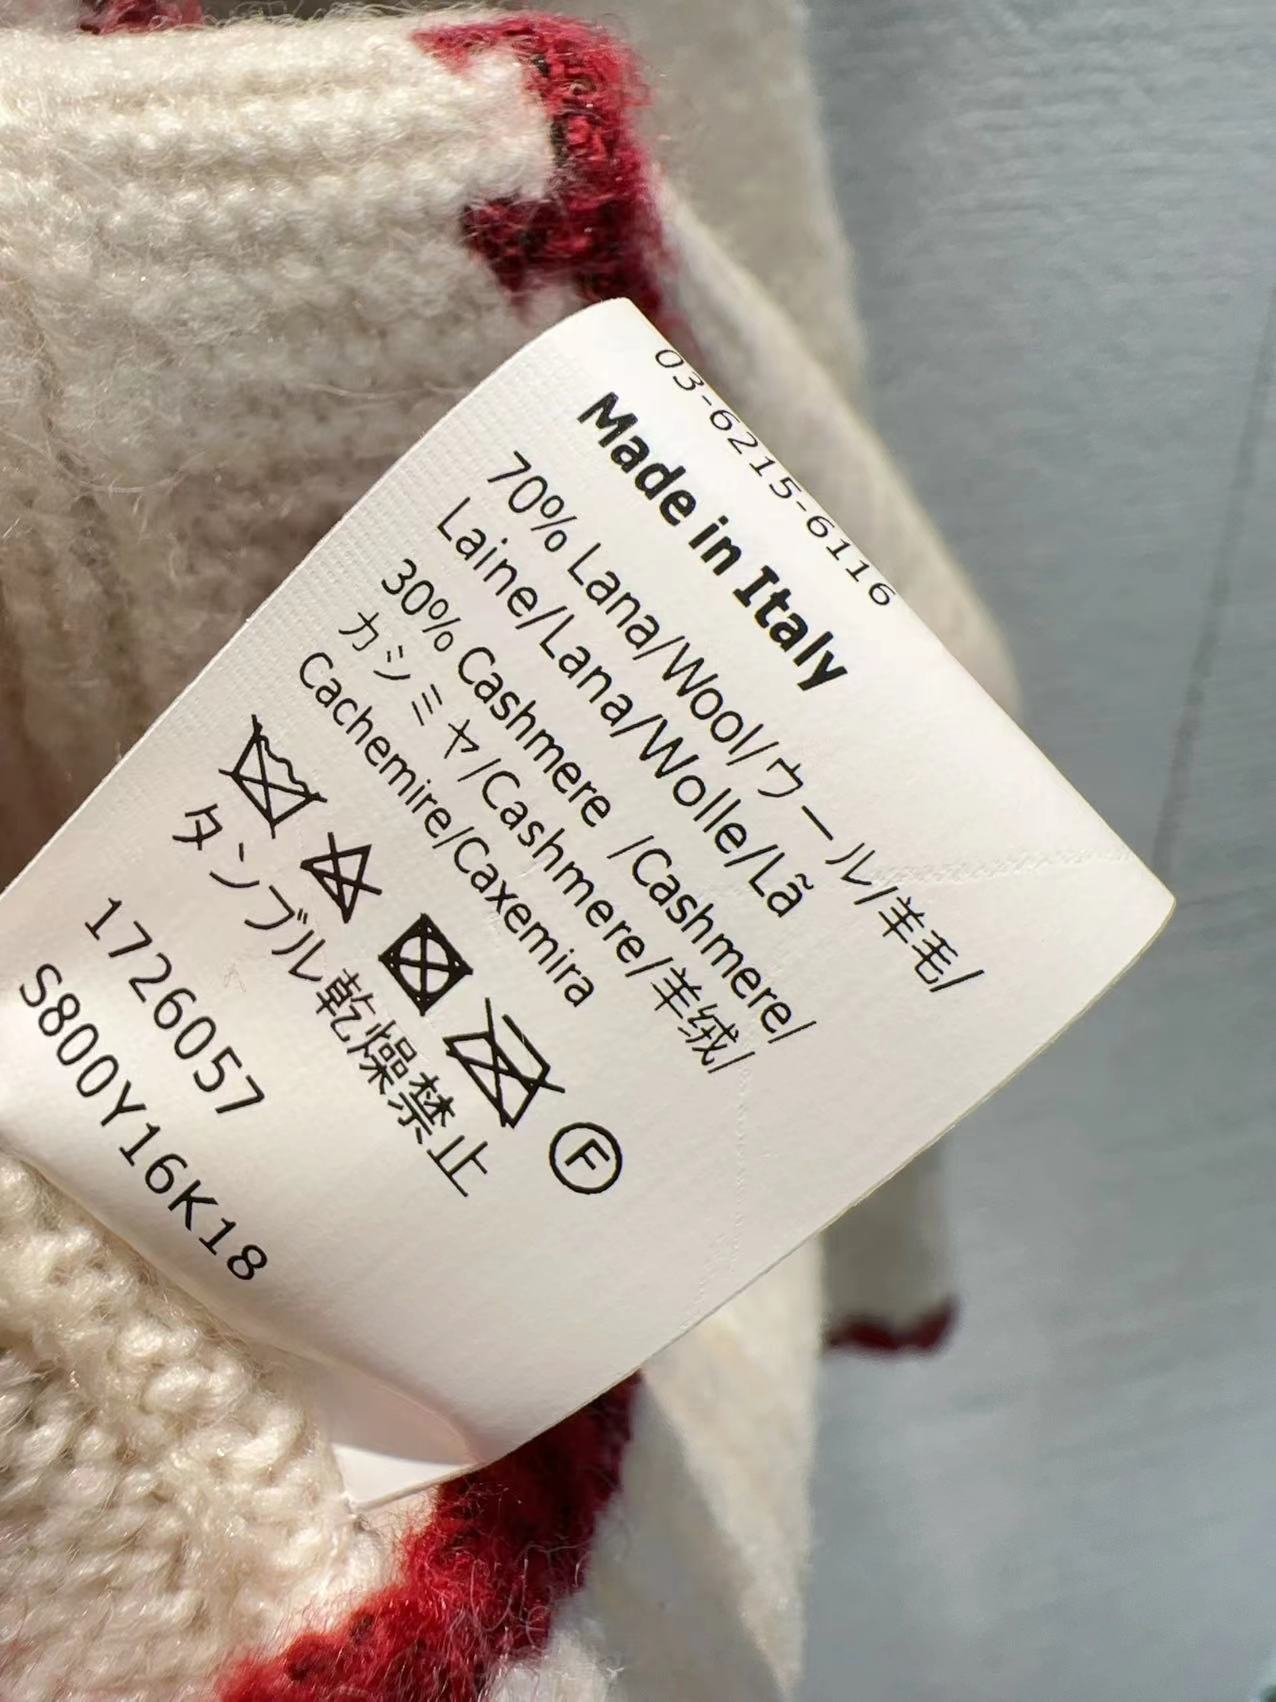 03-6215-6116
Made in Italy
70% Lana/Wool/ウール/羊毛/
Laine/Lana/Wolle/Lã
30% Cashmere /Cashmere/
カシミヤ/Cashmere/羊绒/
Cachemire/Caxemira
F
タンブル乾燥禁止
1726057
S800Y16K18